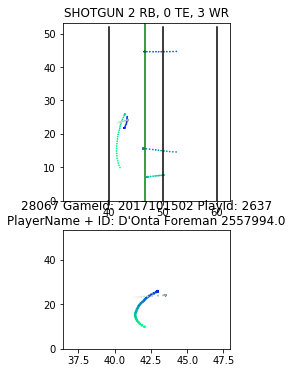 SHOTGUN 2 RB, 0 TE, 3 WR
50
40
30
20
10
0
40 50 60
28067 GameId: 2017101502 PlayId: 2637
PlayerName + ID: D'Onta Foreman 2557994.0
40
20
0
37.5 40.0 42.5 45.0 47.5